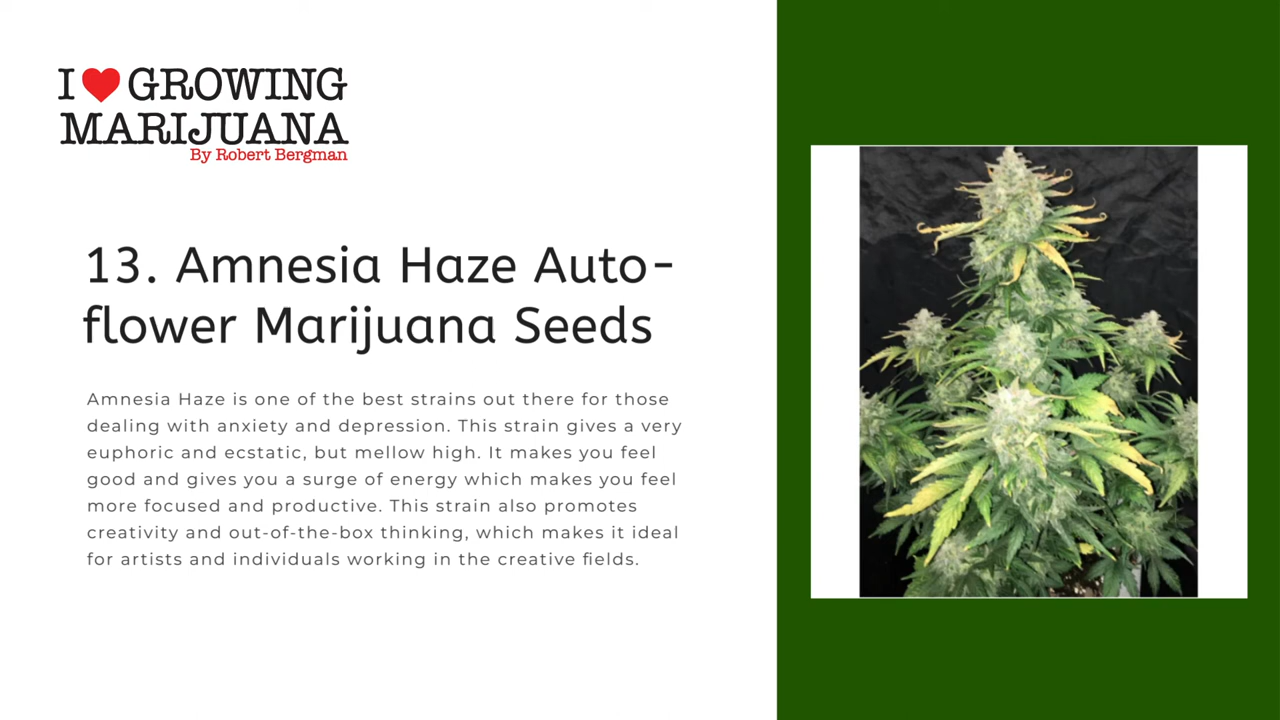 I ❤ GROWING
MARIJUANA
By Robert Bergman
13. Amnesia Haze Auto-
flower Marijuana Seeds
Amnesia Haze is one of the best strains out there for those
dealing with anxiety and depression. This strain gives a very
euphoric and ecstatic, but mellow high. It makes you feel
good and gives you a surge of energy which makes you feel
more focused and productive. This strain also promotes
creativity and out-of-the-box thinking, which makes it ideal
for artists and individuals working in the creative fields.